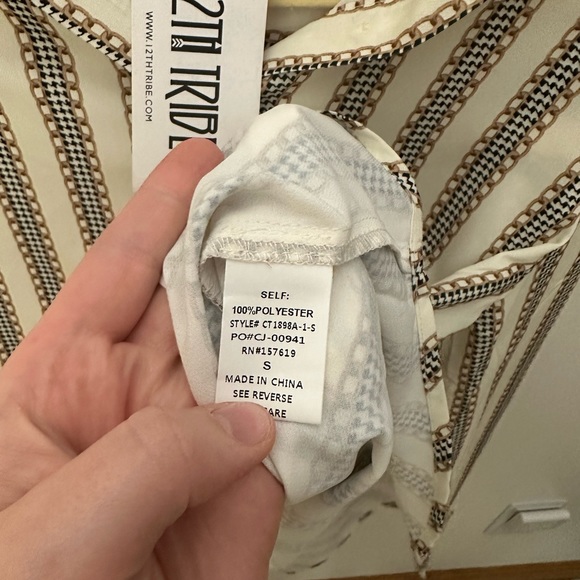 12TH TRIBE
WWW.12THTRIBE.COM
SELF:
100%POLYESTER
STYLE# CT1898A-1-S
PO#CJ-00941
RN#157619
S
MADE IN CHINA
SEE REVERSE